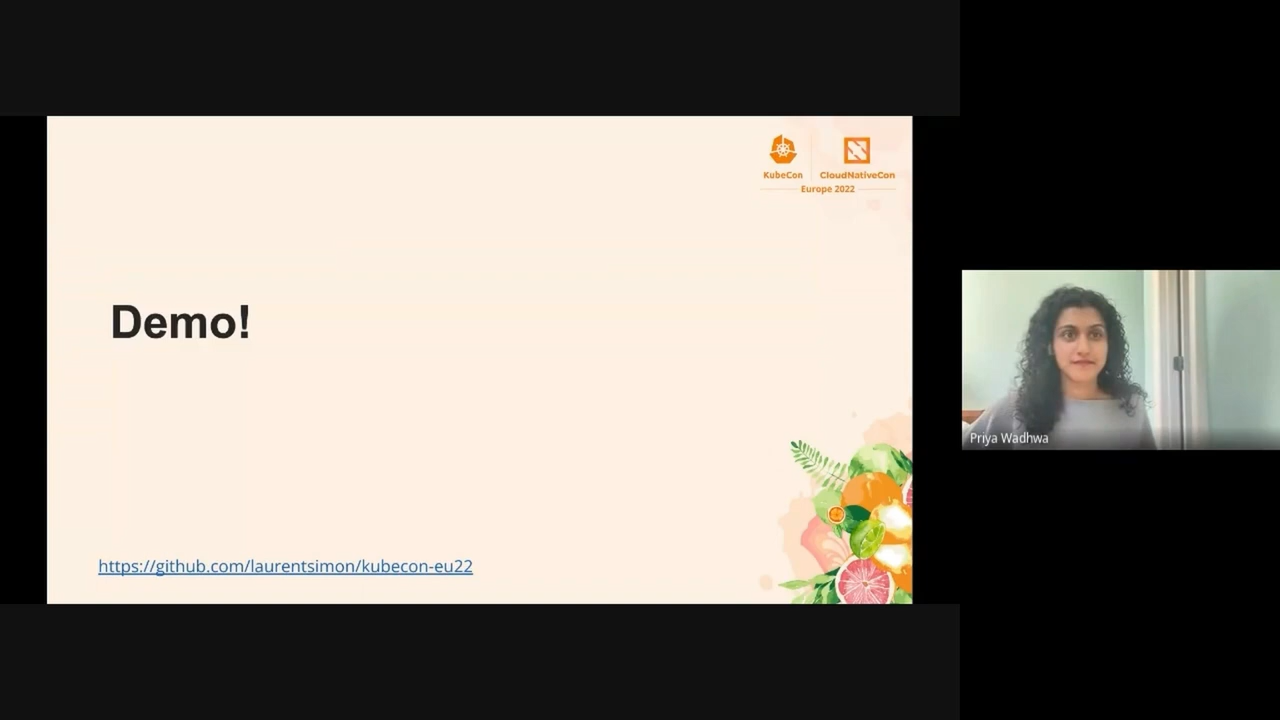 KubeCon
CloudNativeCon
Europe 2022
Demo!
https://github.com/laurentsimon/kubecon-eu22
Priya Wadhwa